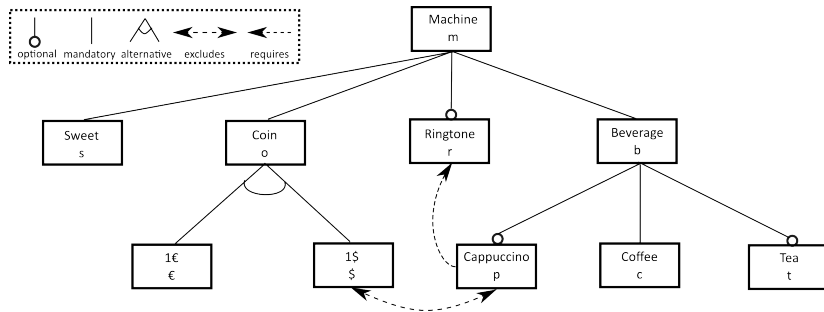 Machine
m
optional mandatory alternative excludes requires
Sweet
s
Coin
o
Ringtone
r
Beverage
b
1€
€
1$
$
Cappuccino
p
Coffee
c
Tea
t